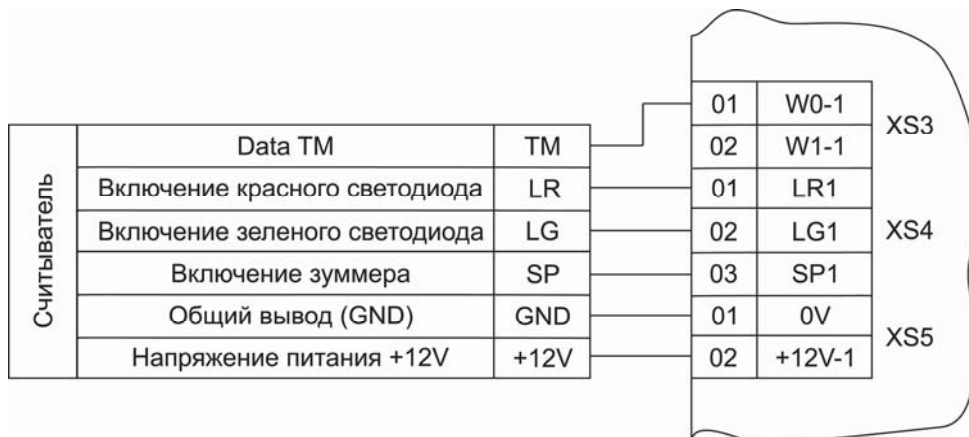 01 W0-1 XS3
Data TM TM 02 W1-1
Включение красного светодиода LR 01 LR1
Включение зеленого светодиода LG 02 LG1 XS4
Включение зуммера SP 03 SP1
Общий вывод (GND) GND 01 0V XS5
Напряжение питания +12V +12V 02 +12V-1
Считыватель